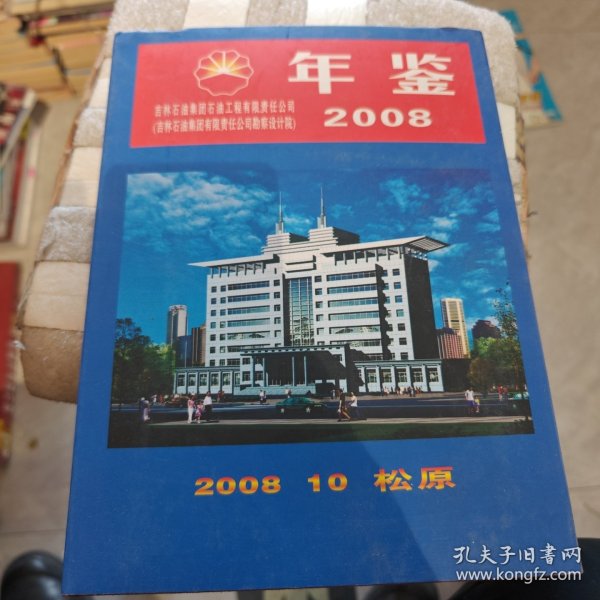 年鉴
吉林石油集团石油工程有限责任公司
(吉林石油集团有限责任公司勘察设计院)
2008
2008 10 松原
孔夫子旧书网
www.kongfz.com